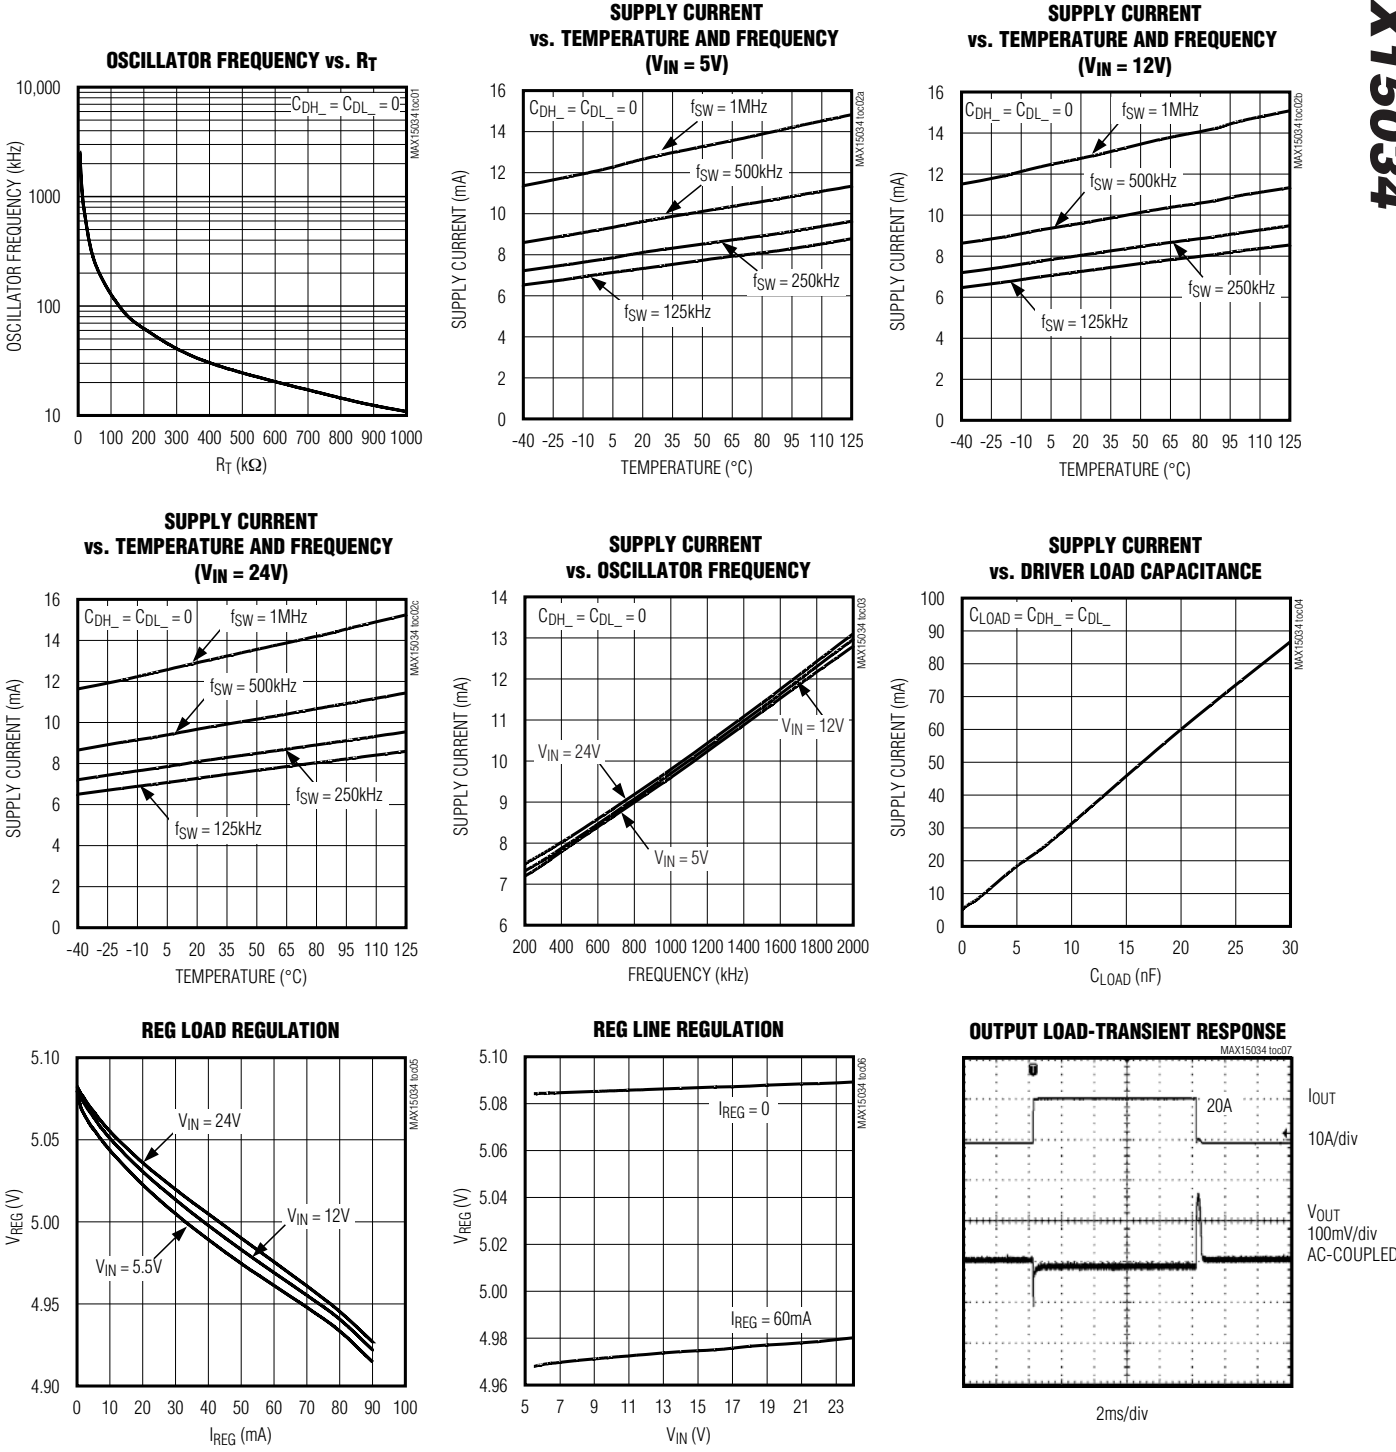 X15034
OSCILLATOR FREQUENCY vs. RT
10,000
1000
100
10
OSCILLATOR FREQUENCY (kHz)
CDH_ = CDL_ = 0
MAX15034 toc01
0 100 200 300 400 500 600 700 800 900 1000
RT (kΩ)
SUPPLY CURRENT
vs. TEMPERATURE AND FREQUENCY
(VIN = 5V)
16
14
12
10
8
6
4
2
0
SUPPLY CURRENT (mA)
CDH_ = CDL_ = 0
fSW = 1MHz
fSW = 500kHz
fSW = 250kHz
fSW = 125kHz
MAX15034 toc02a
-40 -25 -10 5 20 35 50 65 80 95 110 125
TEMPERATURE (°C)
SUPPLY CURRENT
vs. TEMPERATURE AND FREQUENCY
(VIN = 12V)
16
14
12
10
8
6
4
2
0
SUPPLY CURRENT (mA)
CDH_ = CDL_ = 0
fSW = 1MHz
fSW = 500kHz
fSW = 250kHz
fSW = 125kHz
MAX15034 toc02b
-40 -25 -10 5 20 35 50 65 80 95 110 125
TEMPERATURE (°C)
SUPPLY CURRENT
vs. TEMPERATURE AND FREQUENCY
(VIN = 24V)
16
14
12
10
8
6
4
2
0
SUPPLY CURRENT (mA)
CDH_ = CDL_ = 0
fSW = 1MHz
fSW = 500kHz
fSW = 250kHz
fSW = 125kHz
MAX15034 toc02c
-40 -25 -10 5 20 35 50 65 80 95 110 125
TEMPERATURE (°C)
SUPPLY CURRENT
vs. OSCILLATOR FREQUENCY
14
13
12
11
10
9
8
7
6
SUPPLY CURRENT (mA)
CDH_ = CDL_ = 0
VIN = 12V
VIN = 24V
VIN = 5V
MAX15034 toc03
200 400 600 800 1000 1200 1400 1600 1800 2000
FREQUENCY (kHz)
SUPPLY CURRENT
vs. DRIVER LOAD CAPACITANCE
100
90
80
70
60
50
40
30
20
10
0
SUPPLY CURRENT (mA)
CLOAD = CDH_ = CDL_
MAX15034 toc04
0 5 10 15 20 25 30
CLOAD (nF)
REG LOAD REGULATION
5.10
5.05
5.00
4.95
4.90
VREG (V)
VIN = 24V
VIN = 12V
VIN = 5.5V
MAX15034 toc05
0 10 20 30 40 50 60 70 80 90 100
IREG (mA)
REG LINE REGULATION
5.10
5.08
5.06
5.04
5.02
5.00
4.98
4.96
VREG (V)
IREG = 0
IREG = 60mA
MAX15034 toc06
5 7 9 11 13 15 17 19 21 23
VIN (V)
OUTPUT LOAD-TRANSIENT RESPONSE
MAX15034 toc07
T
20A
IOUT
10A/div
VOUT
100mV/div
AC-COUPLED
2ms/div